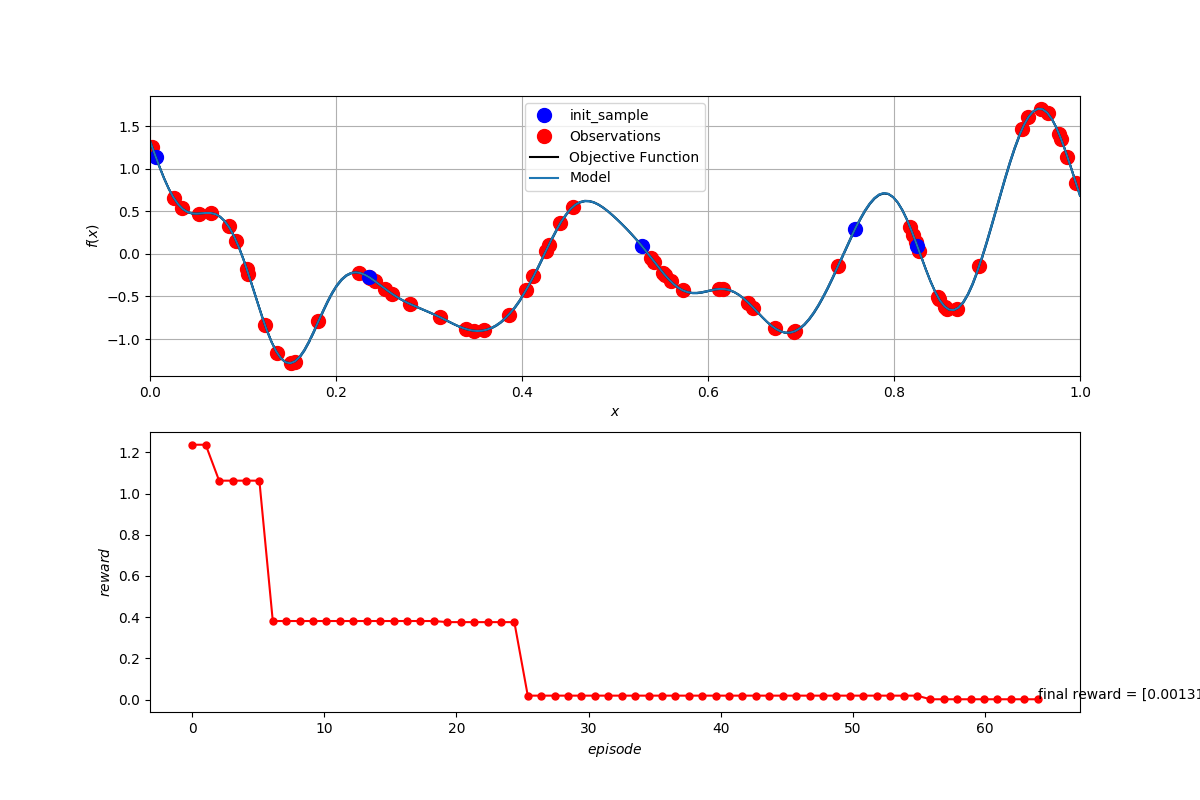 1.5
1.0
0.5
0.0
−0.5
−1.0
f(x)
init_sample
Observations
Objective Function
Model
0.0 0.2 0.4 0.6 0.8 1.0
x
1.2
1.0
0.8
0.6
0.4
0.2
0.0
reward
final reward = [0.00131
0 10 20 30 40 50 60
episode